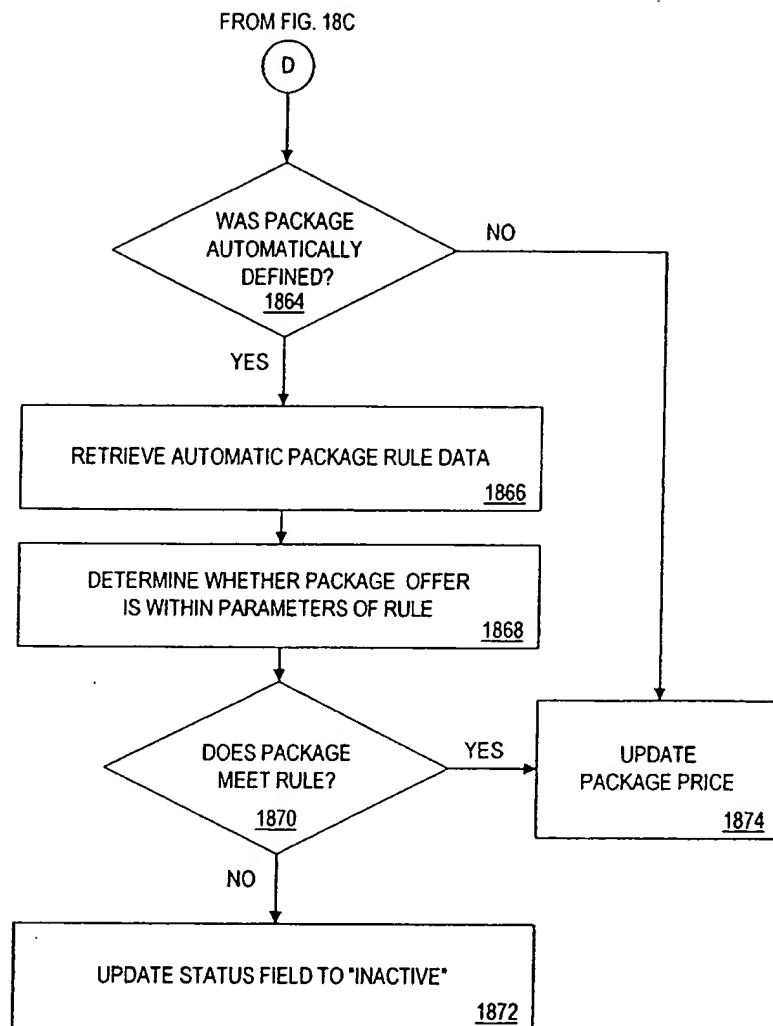 FROM FIG. 18C
D
WAS PACKAGE
AUTOMATICALLY
DEFINED?
1864
NO
YES
RETRIEVE AUTOMATIC PACKAGE RULE DATA
1866
DETERMINE WHETHER PACKAGE OFFER
IS WITHIN PARAMETERS OF RULE
1868
DOES PACKAGE
MEET RULE?
1870
YES
UPDATE
PACKAGE PRICE
1874
NO
UPDATE STATUS FIELD TO "INACTIVE"
1872